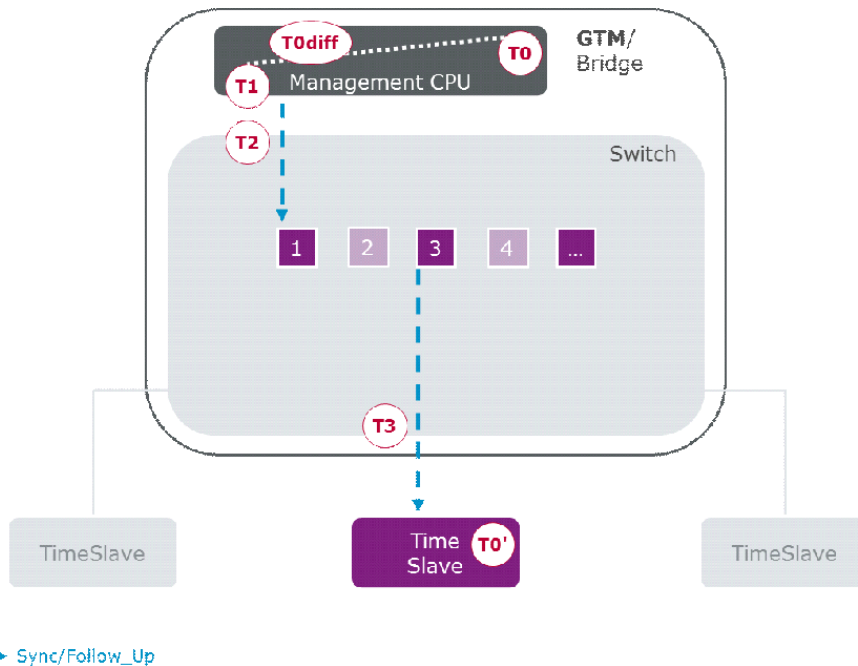 T0diff
T0
GTM/
Bridge
T1
Management CPU
T2
Switch
1
2
3
4
...
T3
TimeSlave
Time
Slave
T0'
TimeSlave
Sync/Follow_Up